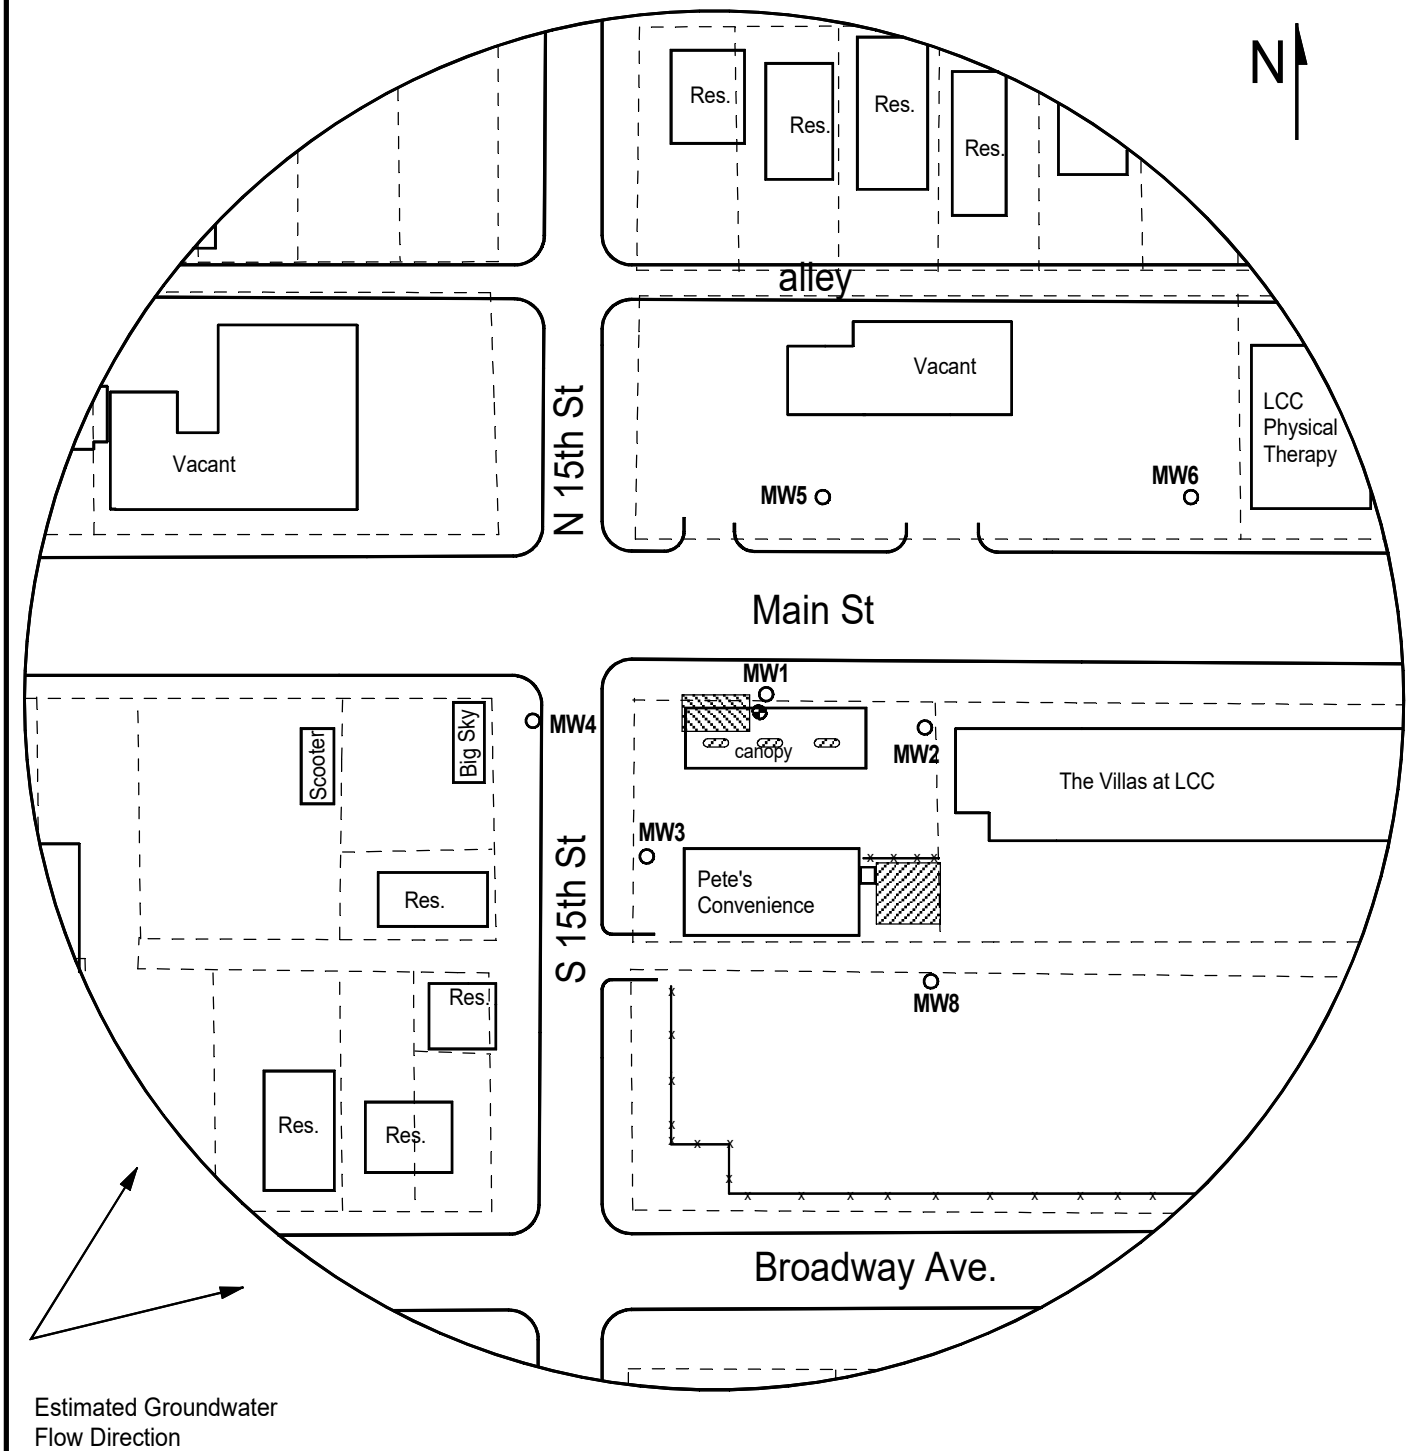 N
Res.
Res.
Res.
Res.
alley
Vacant
LCC
Physical
Therapy
Vacant
N 15th St
MW5
MW6
Main St
MW1
MW4
MW2
canopy
Big Sky
Scooter
The Villas at LCC
MW3
S 15th St
Pete's
Convenience
Res.
Res.
MW8
Res.
Res.
Broadway Ave.
Estimated Groundwater
Flow Direction